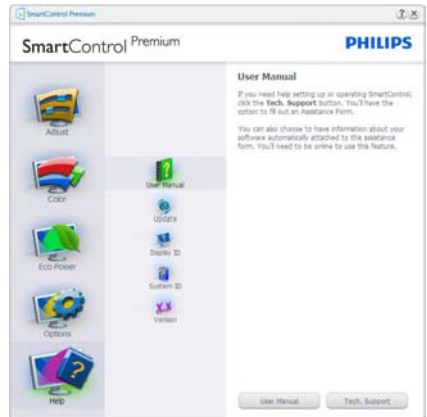 SmartControl Premium
? X
SmartControl Premium
PHILIPS
Adjust
Color
Eco Power
Options
Help
User Manual
Update
Display ID
System ID
X.X
Version
User Manual
If you need help setting up or operating SmartControl,
click the Tech. Support button. You'll have the
option to fill out an Assistance Form.
You can also choose to have information about your
software automatically attached to the assistance
form. You'll need to be online to use this feature.
User Manual
Tech. Support